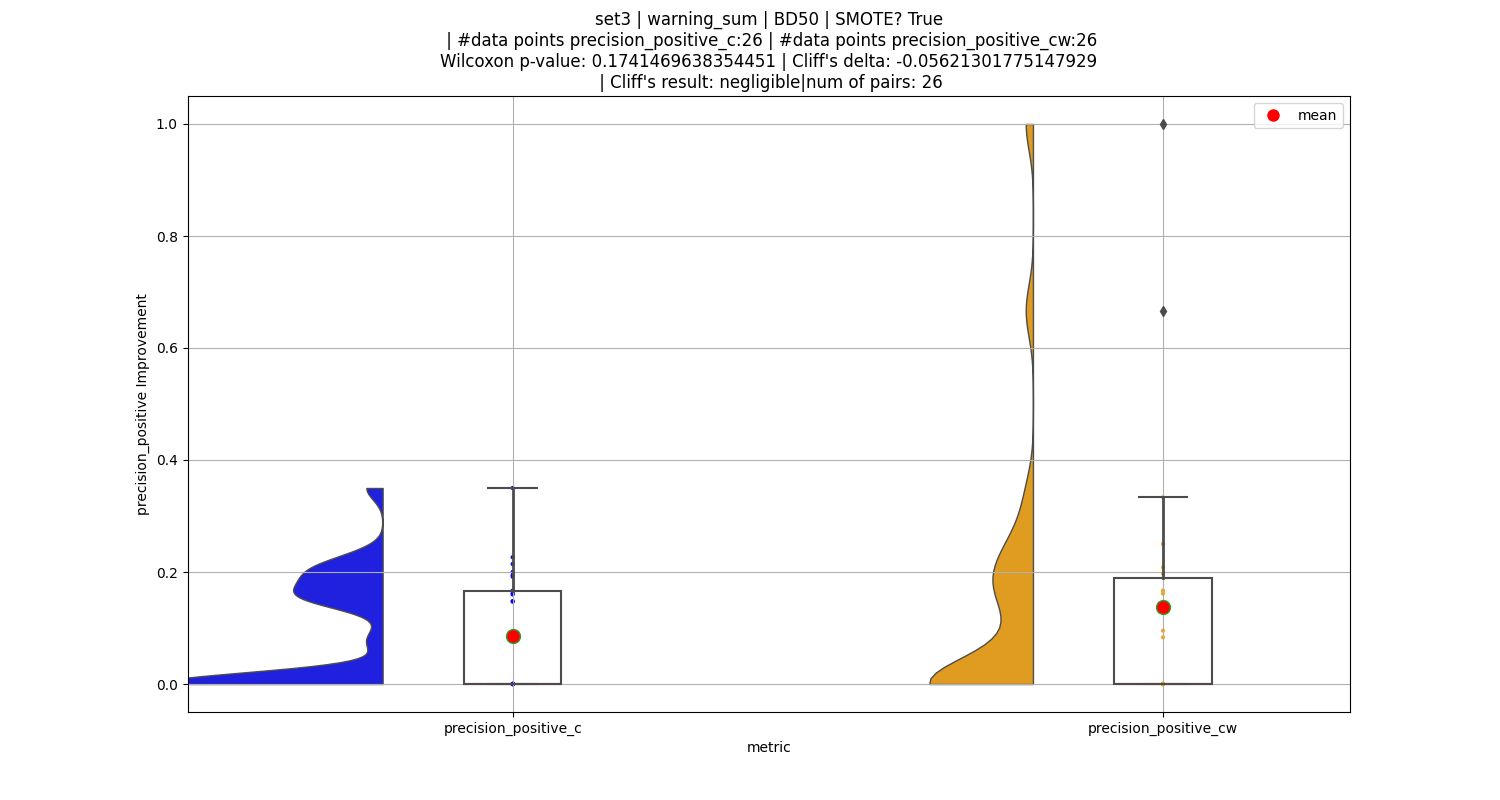 set3 | warning_sum | BD50 | SMOTE? True
| #data points precision_positive_c:26 | #data points precision_positive_cw:26
Wilcoxon p-value: 0.1741469638354451 | Cliff's delta: -0.05621301775147929
| Cliff's result: negligible|num of pairs: 26
mean
1.0
0.8
0.6
0.4
0.2
0.0
precision_positive Improvement
precision_positive_c
precision_positive_cw
metric